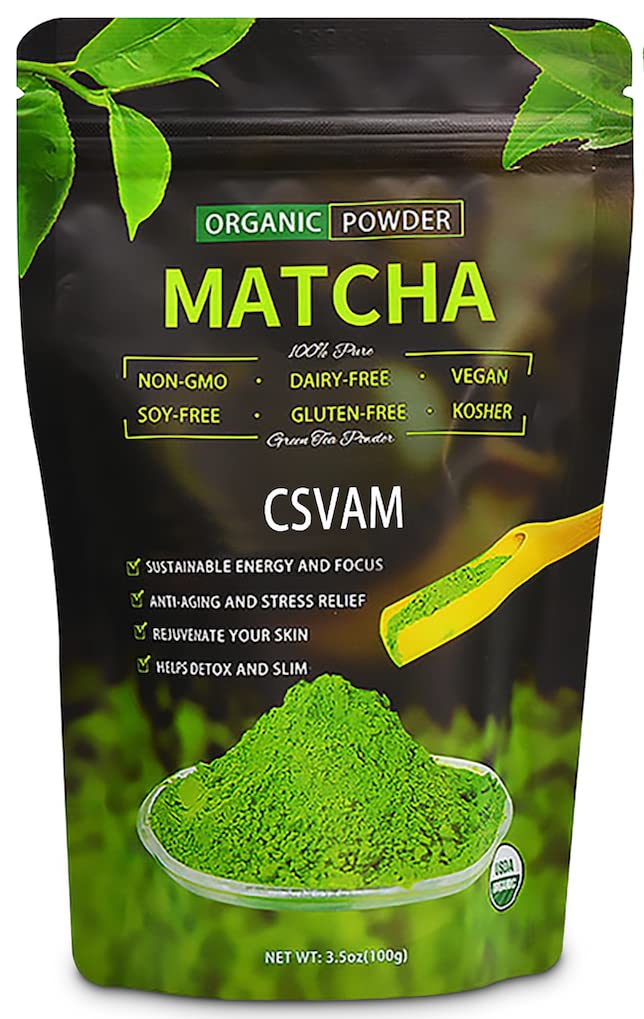 ORGANIC POWDER
MATCHA
100% Pure
NON-GMO · DAIRY-FREE · VEGAN
SOY-FREE · GLUTEN-FREE · KOSHER
Green Tea Powder
CSVAM
SUSTAINABLE ENERGY AND FOCUS
ANTI-AGING AND STRESS RELIEF
REJUVENATE YOUR SKIN
HELPS DETOX AND SLIM
USDA
ORGANIC
NET WT: 3.5oz(100g)